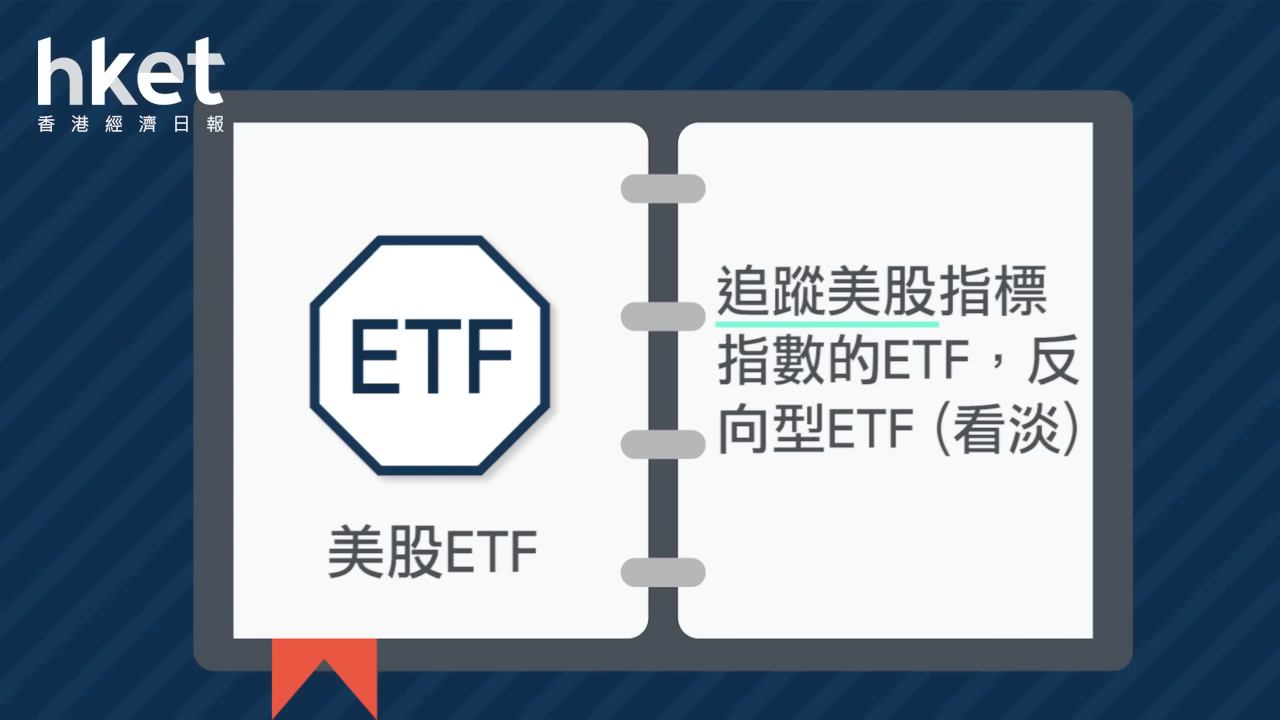 hket
香港經濟日報
ETF
美股ETF
追蹤美股指標
指數的ETF，反
向型ETF (看淡)